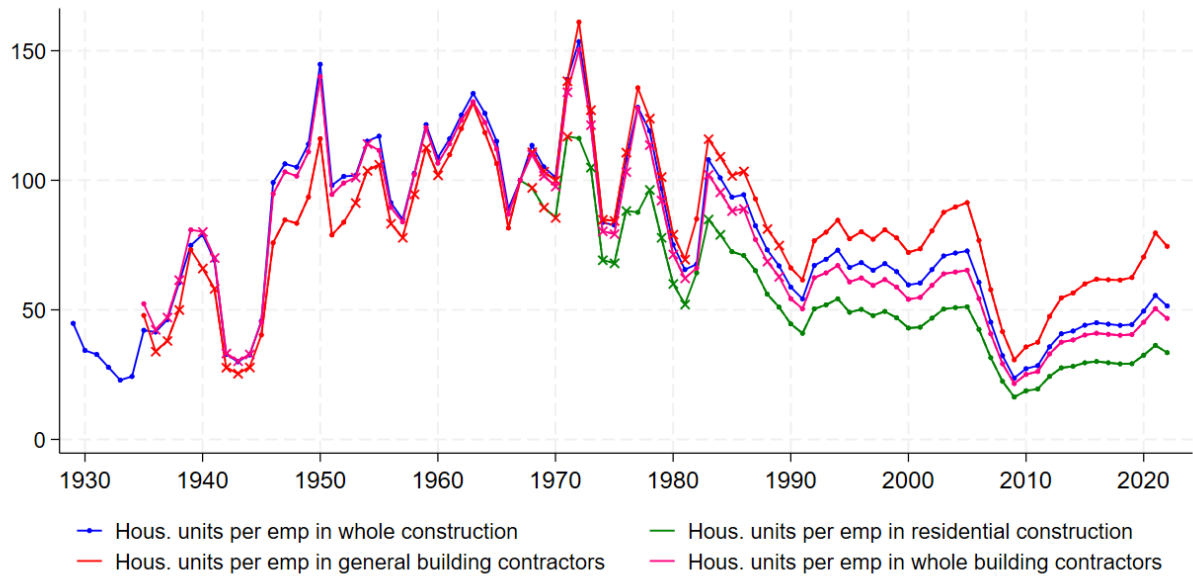 150
100
50
0
1930 1940 1950 1960 1970 1980 1990 2000 2010 2020
Hous. units per emp in whole construction Hous. units per emp in residential construction
Hous. units per emp in general building contractors Hous. units per emp in whole building contractors